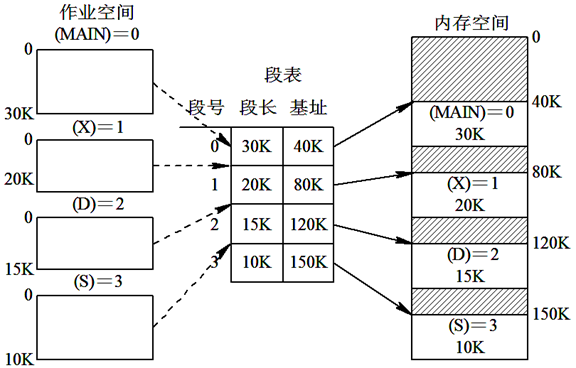 作业空间
(MAIN)＝0
0
30K
(X)＝1
0
20K
(D)＝2
0
15K
(S)＝3
0
10K
段表
段号 段长 基址
0 30K 40K
1 20K 80K
2 15K 120K
3 10K 150K
内存空间
0
40K
(MAIN)＝0
30K
80K
(X)＝1
20K
120K
(D)＝2
15K
150K
(S)＝3
10K